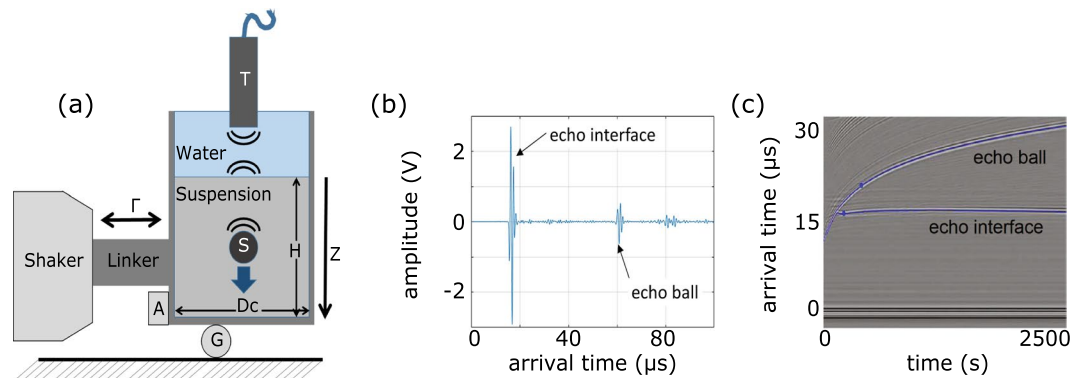 (a)
T
Water
Suspension
Γ
Shaker
Linker
S
H
Z
A
Dc
G
(b)
amplitude (V)
2
0
-2
echo interface
echo ball
0
40
80
arrival time (μs)
(c)
arrival time (μs)
30
15
0
echo ball
echo interface
0
2500
time (s)